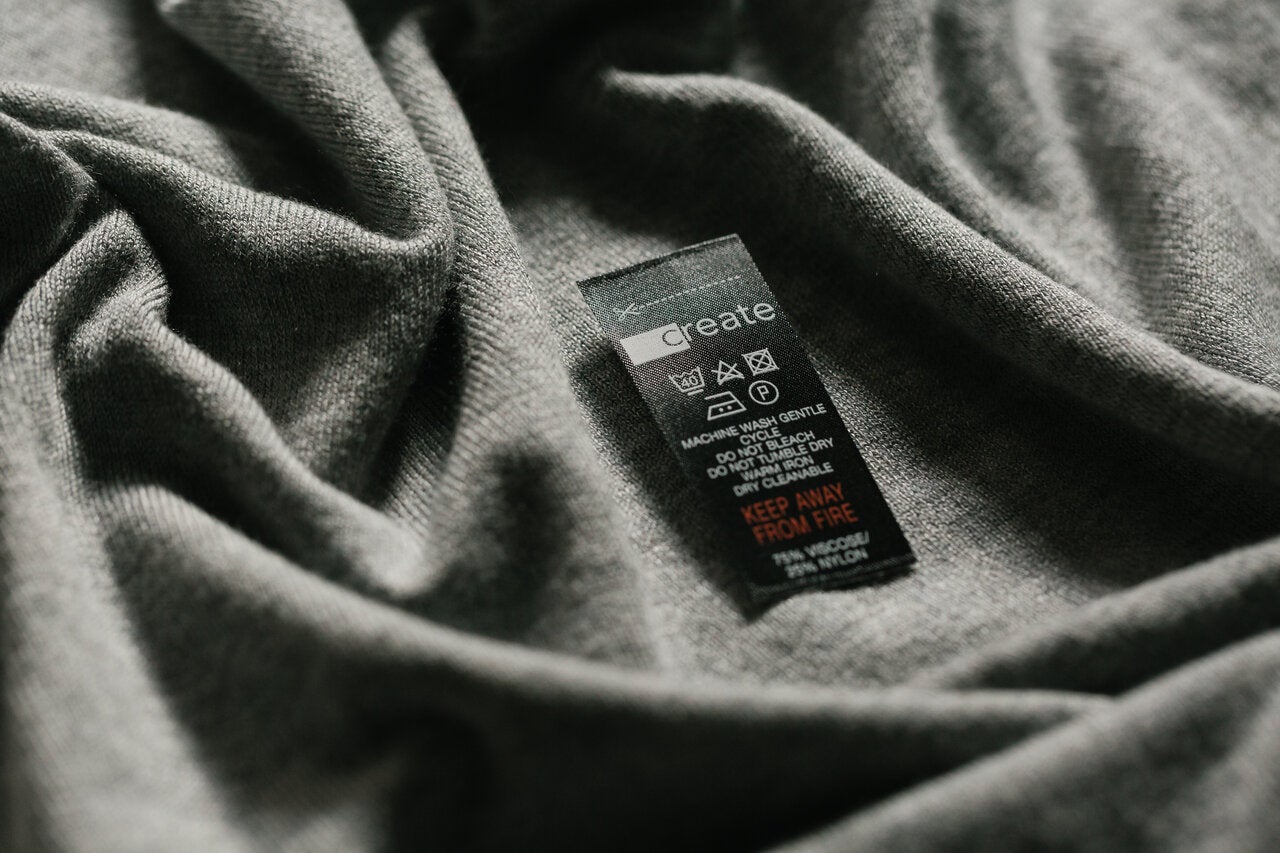 create
40
P
MACHINE WASH GENTLE
CYCLE
DO NOT BLEACH
DO NOT TUMBLE DRY
WARM IRON
DRY CLEANABLE
KEEP AWAY
FROM FIRE
75% VISCOSE/
25% NYLON